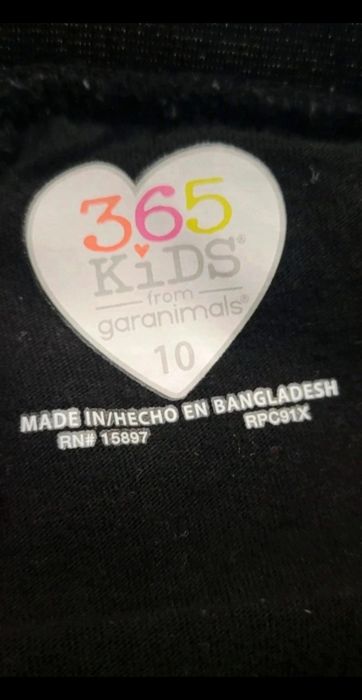 365
KiDS®
from
garanimals®
10
MADE IN/HECHO EN BANGLADESH
RN# 15897 RPC91X